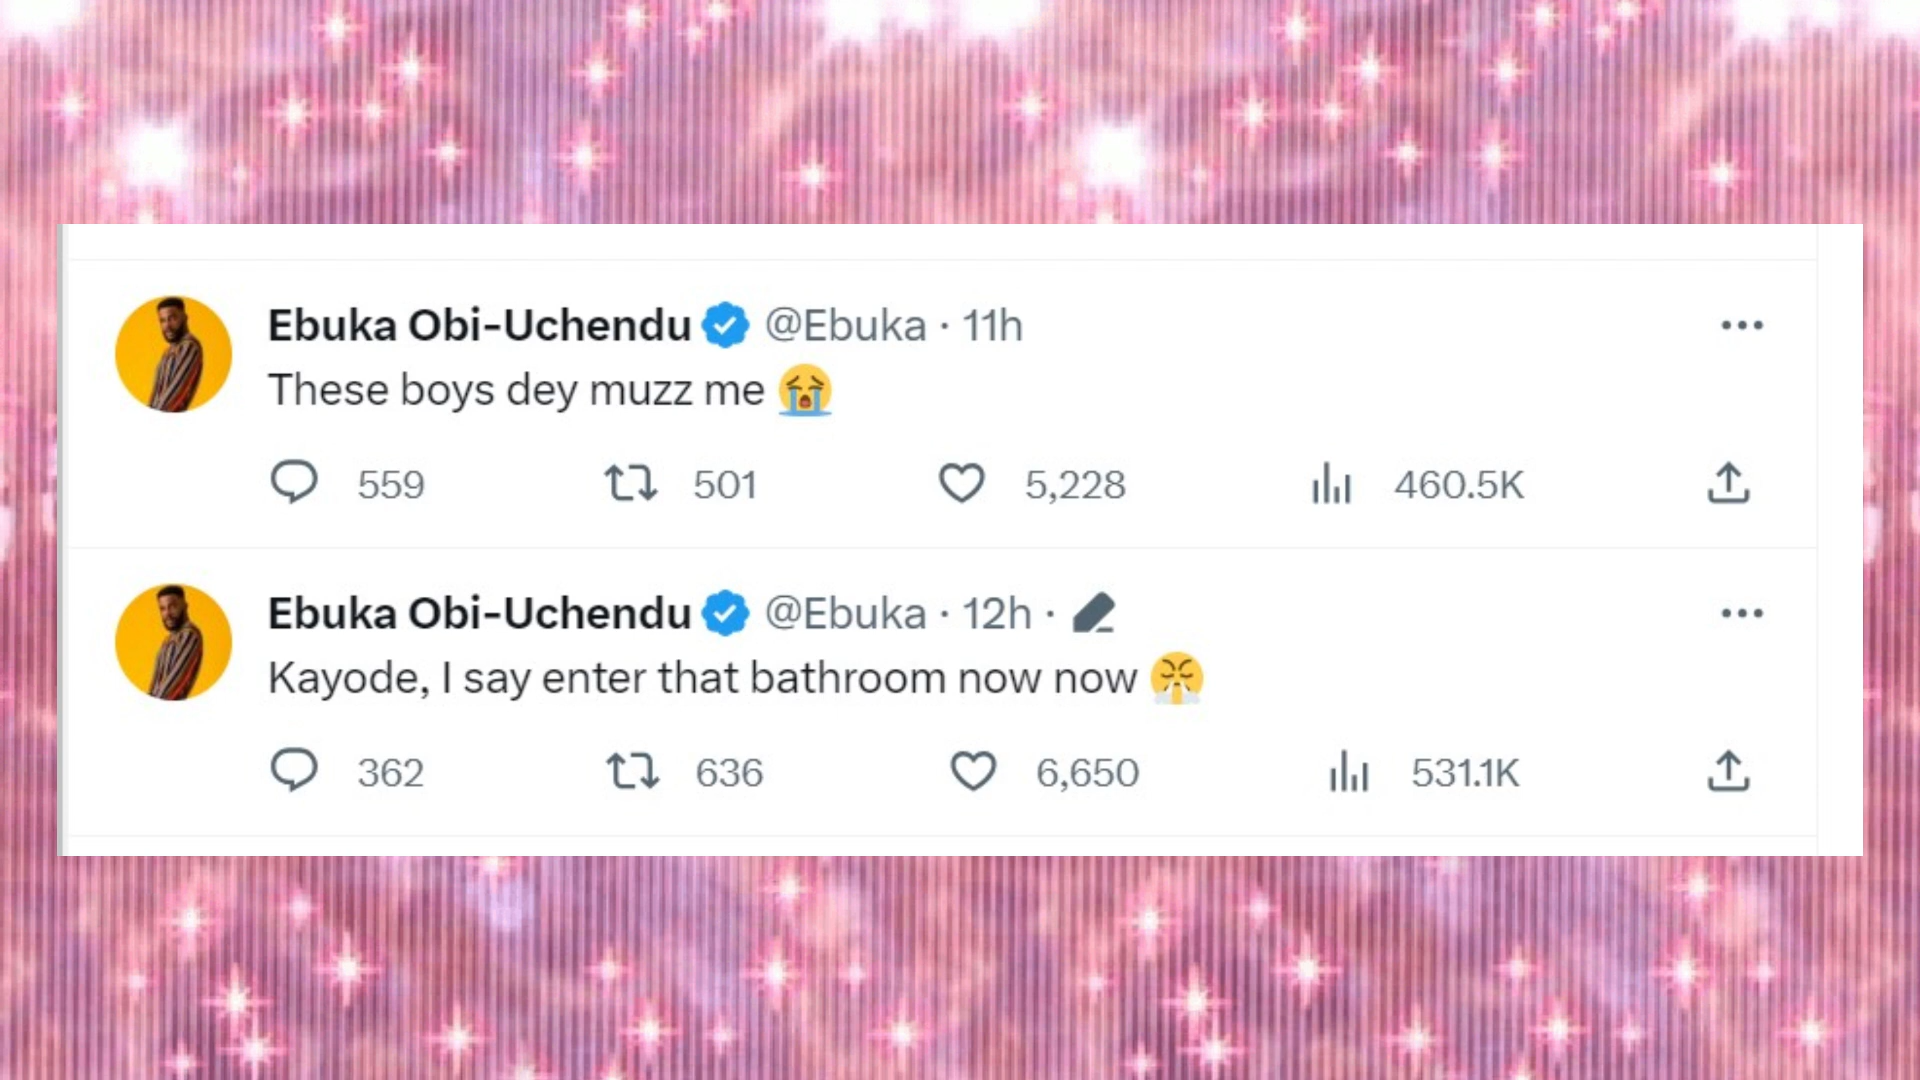 Ebuka Obi-Uchendu @Ebuka · 11h
These boys dey muzz me 😭
559 501 5,228 460.5K
Ebuka Obi-Uchendu @Ebuka · 12h ·
Kayode, I say enter that bathroom now now 😤
362 636 6,650 531.1K